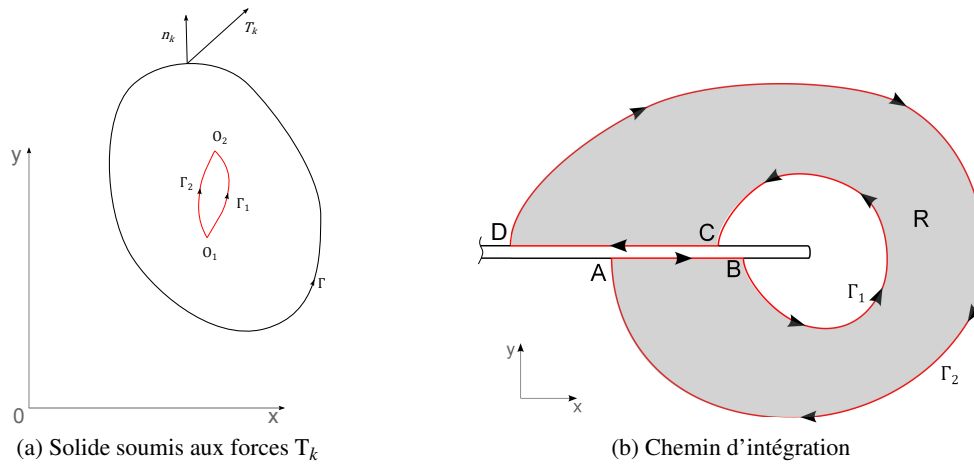 n_k
T_k
O_2
Γ_2
Γ_1
O_1
Γ
y
0
x
(a) Solide soumis aux forces T_k
D
C
R
A
B
Γ_1
Γ_2
y
x
(b) Chemin d'intégration